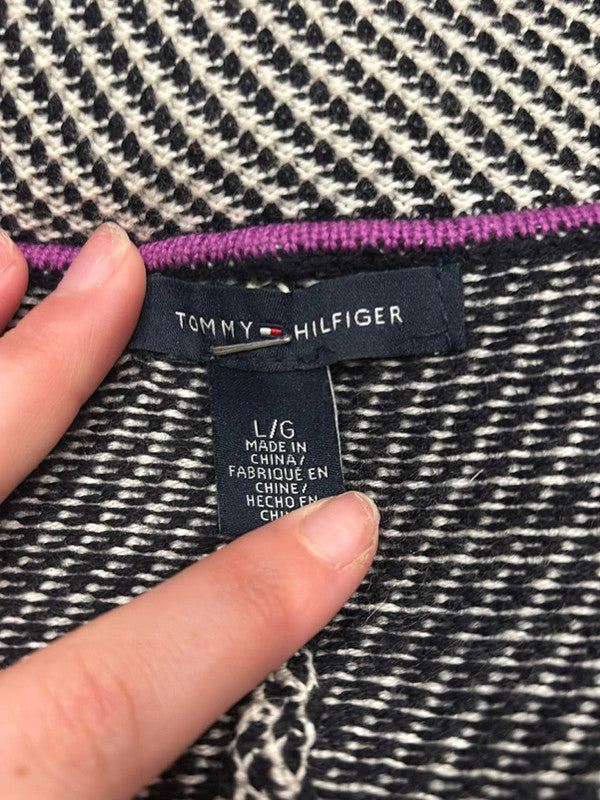 TOMMY HILFIGER
L/G
MADE IN
CHINA/
FABRIQUÉ EN
CHINE/
HECHO EN